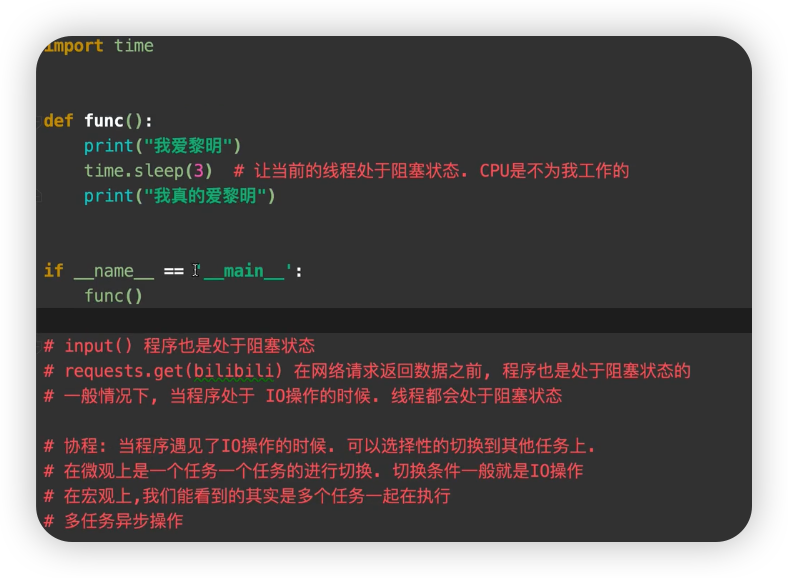 import time
def func():
    print("我爱黎明")
    time.sleep(3)  # 让当前的线程处于阻塞状态. CPU是不为我工作的
    print("我真的爱黎明")
if __name__ == '__main__':
    func()
# input() 程序也是处于阻塞状态
# requests.get(bilibili) 在网络请求返回数据之前, 程序也是处于阻塞状态的
# 一般情况下, 当程序处于 IO操作的时候. 线程都会处于阻塞状态
# 协程: 当程序遇见了IO操作的时候. 可以选择性的切换到其他任务上.
# 在微观上是一个任务一个任务的进行切换. 切换条件一般就是IO操作
# 在宏观上,我们能看到的其实是多个任务一起在执行
# 多任务异步操作